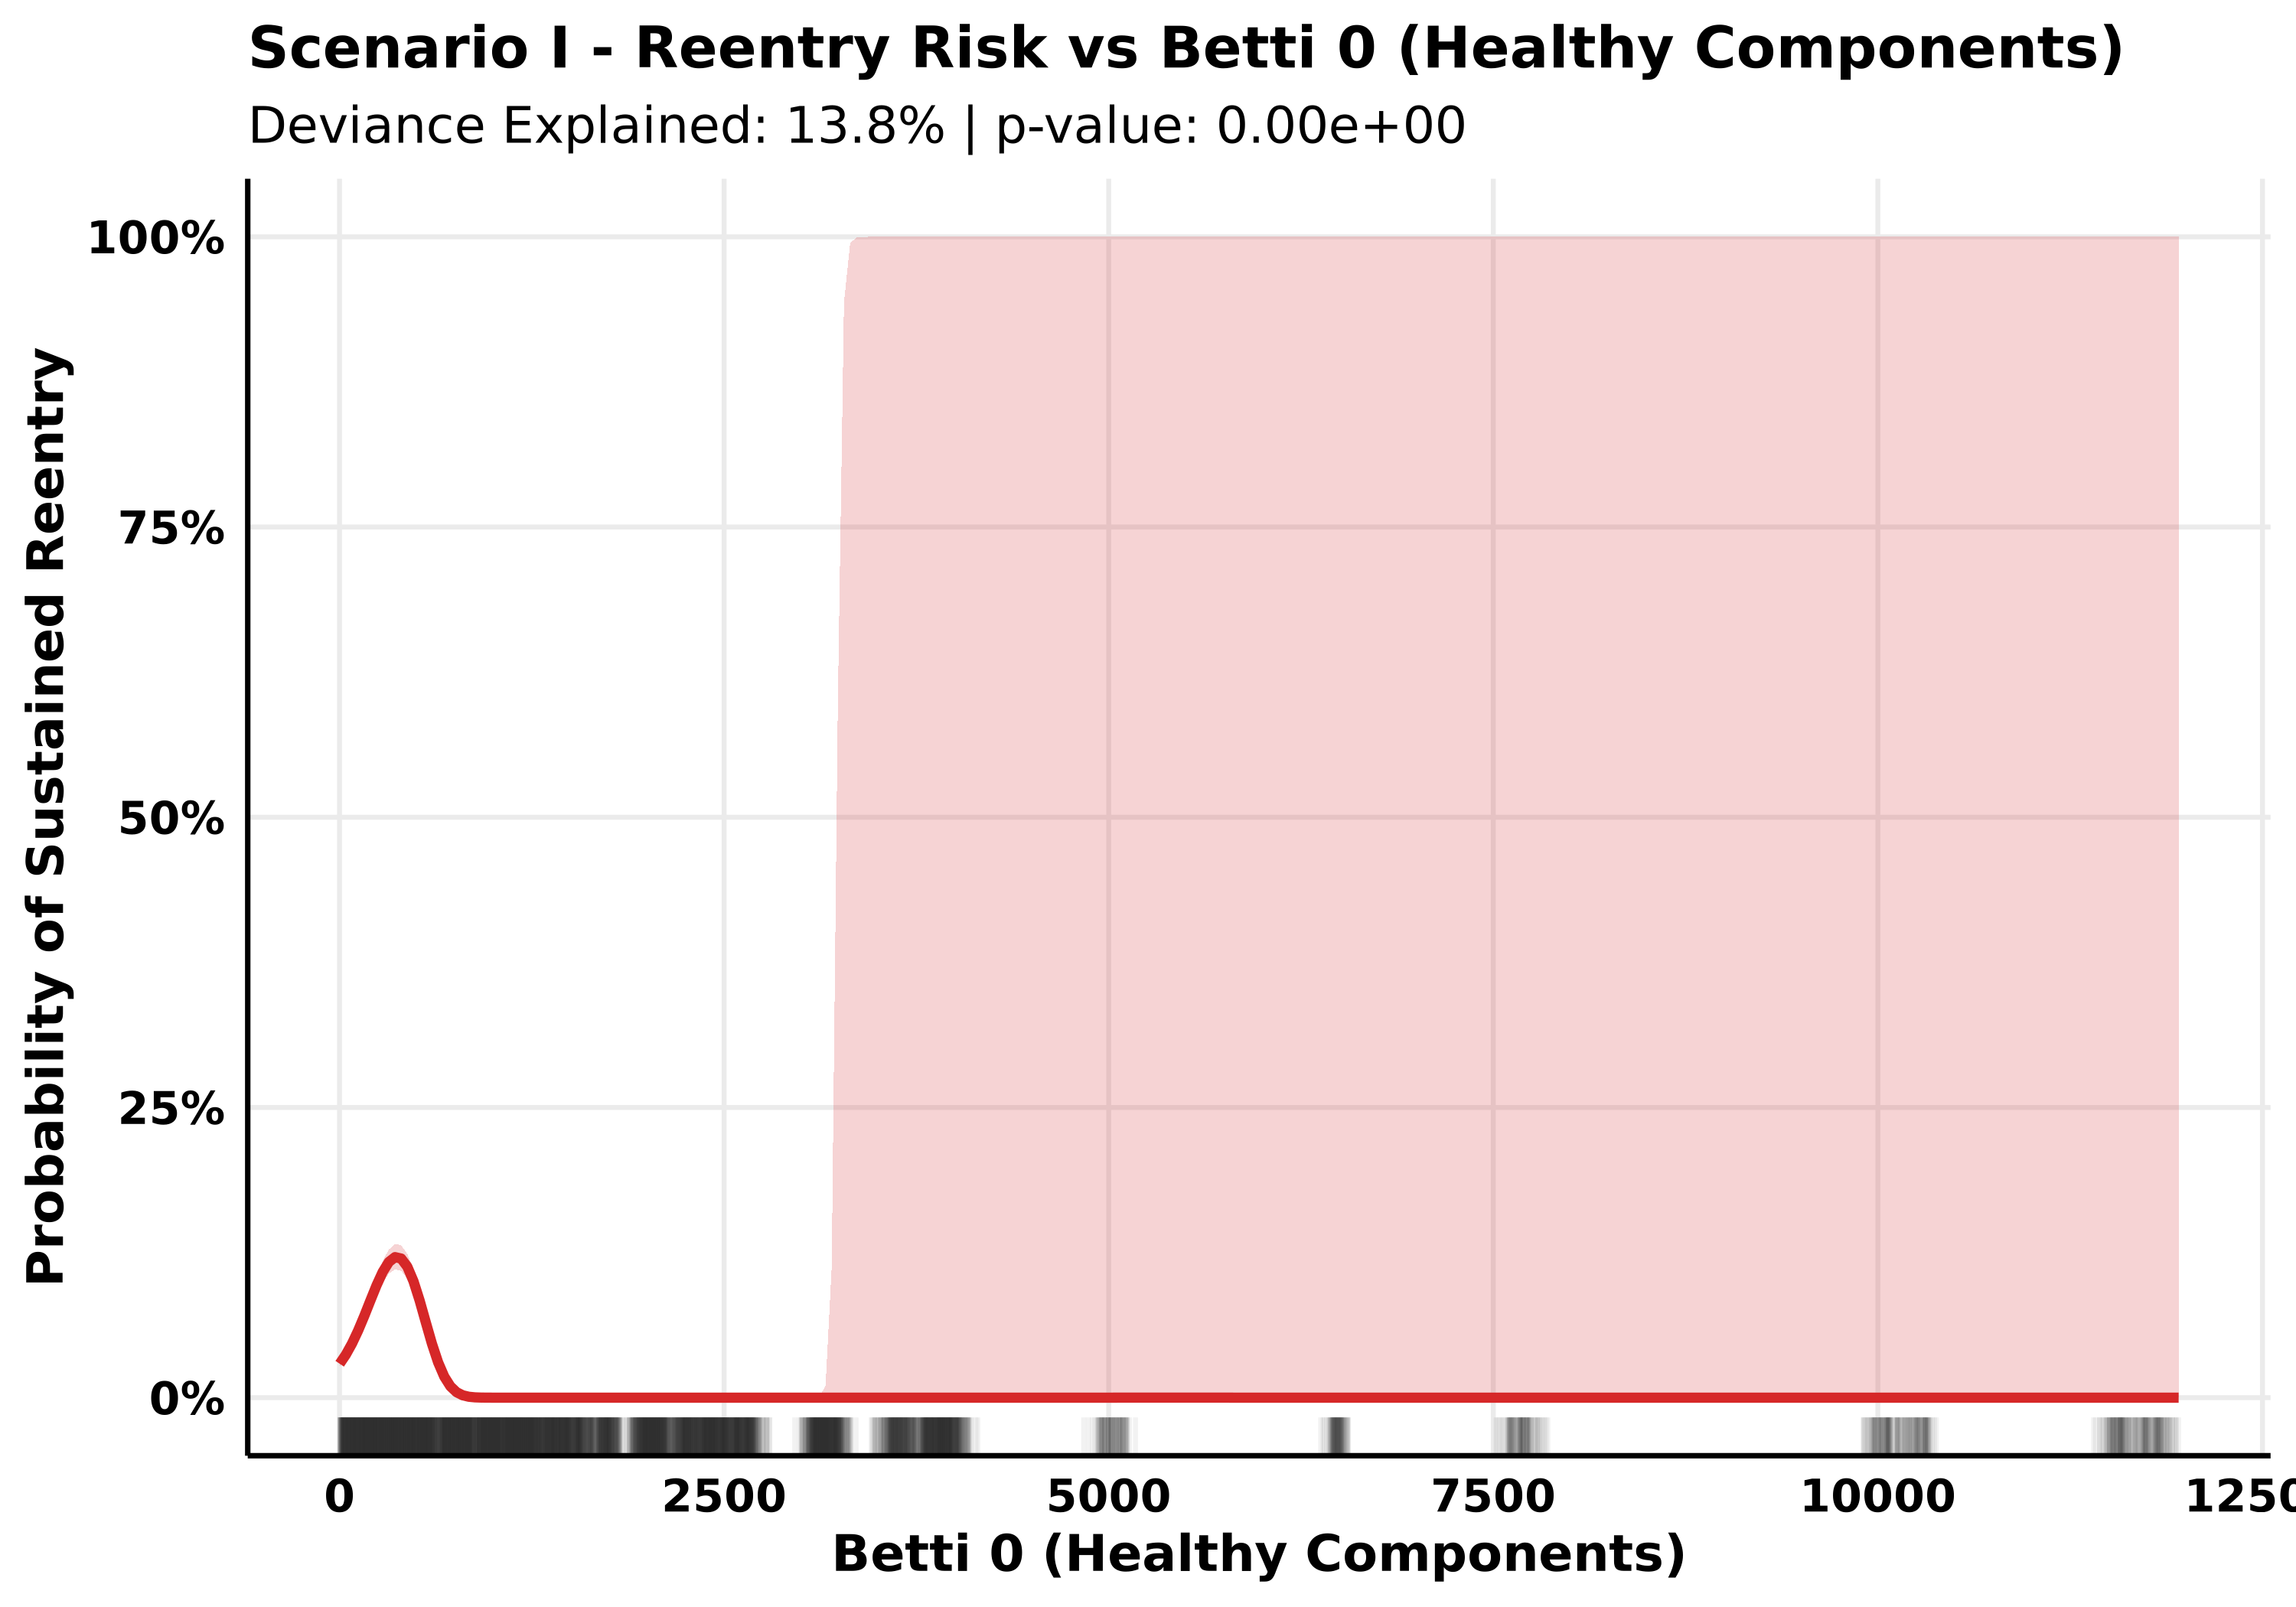 Scenario I - Reentry Risk vs Betti 0 (Healthy Components)
Deviance Explained: 13.8% | p-value: 0.00e+00
Probability of Sustained Reentry
100%
75%
50%
25%
0%
0 2500 5000 7500 10000 1250
Betti 0 (Healthy Components)